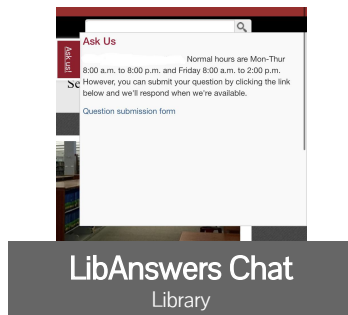 Ask Us
Ask us!
Normal hours are Mon-Thur
8:00 a.m. to 8:00 p.m. and Friday 8:00 a.m. to 2:00 p.m.
However, you can submit your question by clicking the link
below and we'll respond when we're available.
Se
Question submission form
LibAnswers Chat
Library